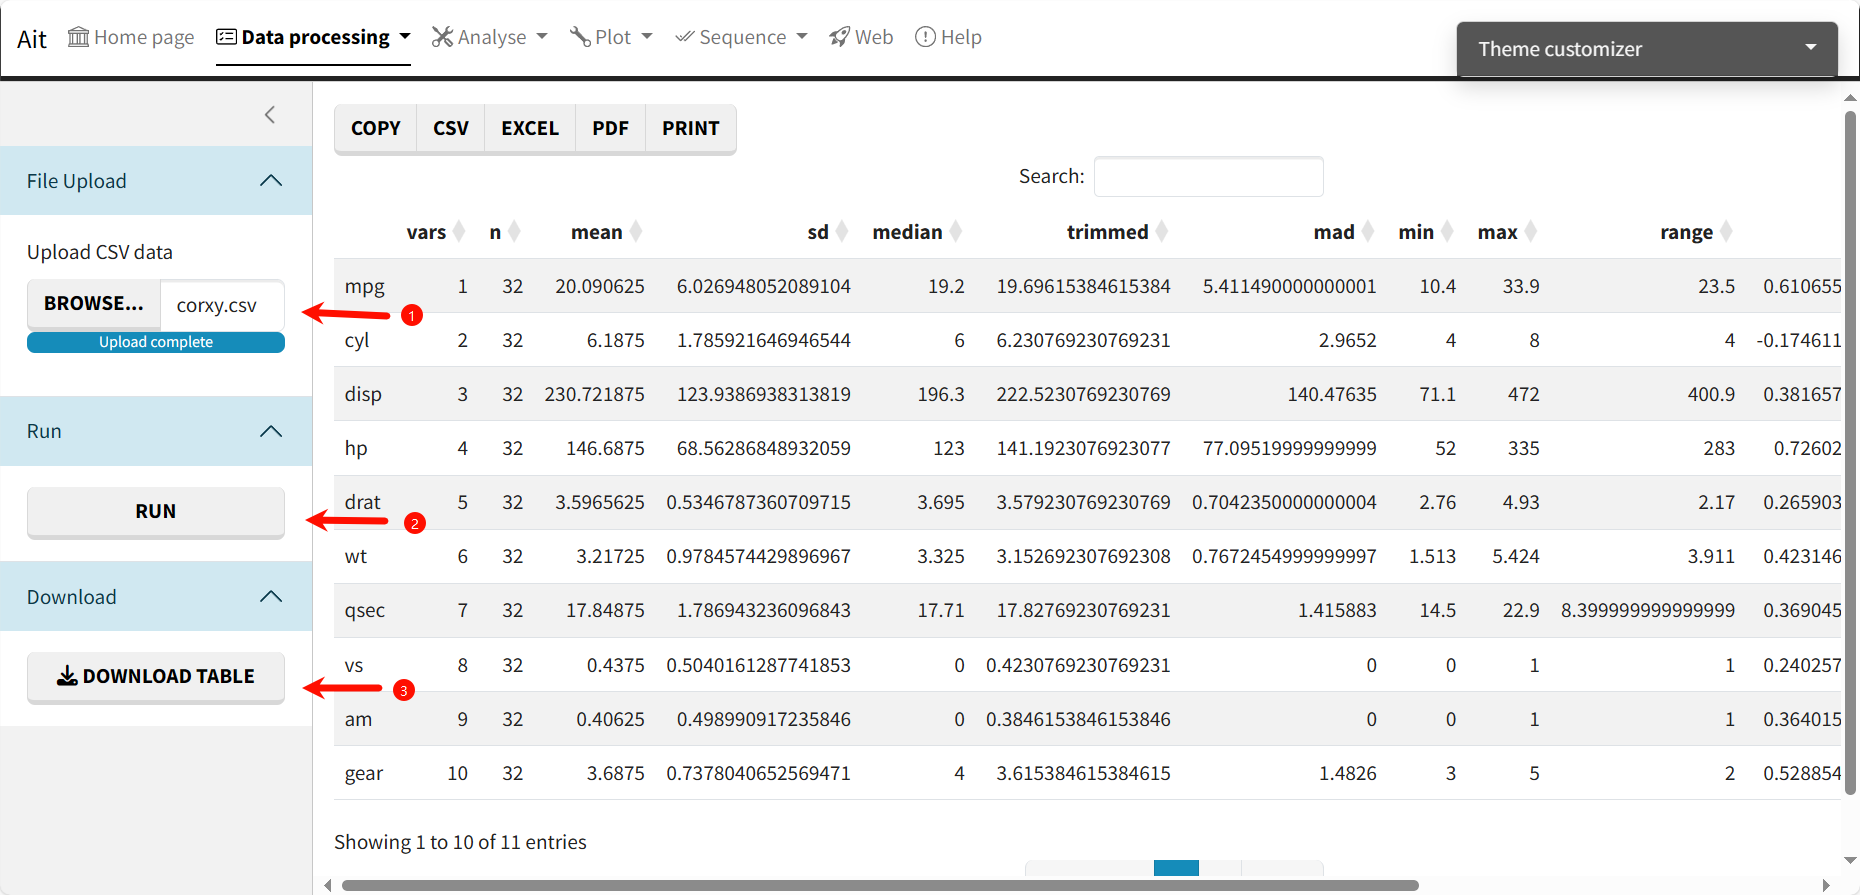 Ait Home page Data processing Analyse Plot Sequence Web Help Theme customizer
File Upload
Upload CSV data
BROWSE... corxy.csv 1
Upload complete
Run
RUN 2
Download
DOWNLOAD TABLE 3
COPY CSV EXCEL PDF PRINT
Search:
vars n mean sd median trimmed mad min max range
mpg 1 32 20.090625 6.026948052089104 19.2 19.69615384615384 5.411490000000001 10.4 33.9 23.5 0.610655
cyl 2 32 6.1875 1.785921646946544 6 6.230769230769231 2.9652 4 8 4 -0.174611
disp 3 32 230.721875 123.9386938313819 196.3 222.5230769230769 140.47635 71.1 472 400.9 0.381657
hp 4 32 146.6875 68.56286848932059 123 141.1923076923077 77.09519999999999 52 335 283 0.72602
drat 5 32 3.5965625 0.5346787360709715 3.695 3.579230769230769 0.7042350000000004 2.76 4.93 2.17 0.265903
wt 6 32 3.21725 0.9784574429896967 3.325 3.152692307692308 0.7672454999999997 1.513 5.424 3.911 0.423146
qsec 7 32 17.84875 1.786943236096843 17.71 17.82769230769231 1.415883 14.5 22.9 8.399999999999999 0.369045
vs 8 32 0.4375 0.5040161287741853 0 0.4230769230769231 0 0 1 1 0.240257
am 9 32 0.40625 0.498990917235846 0 0.3846153846153846 0 0 1 1 0.364015
gear 10 32 3.6875 0.7378040652569471 4 3.615384615384615 1.4826 3 5 2 0.528854
Showing 1 to 10 of 11 entries